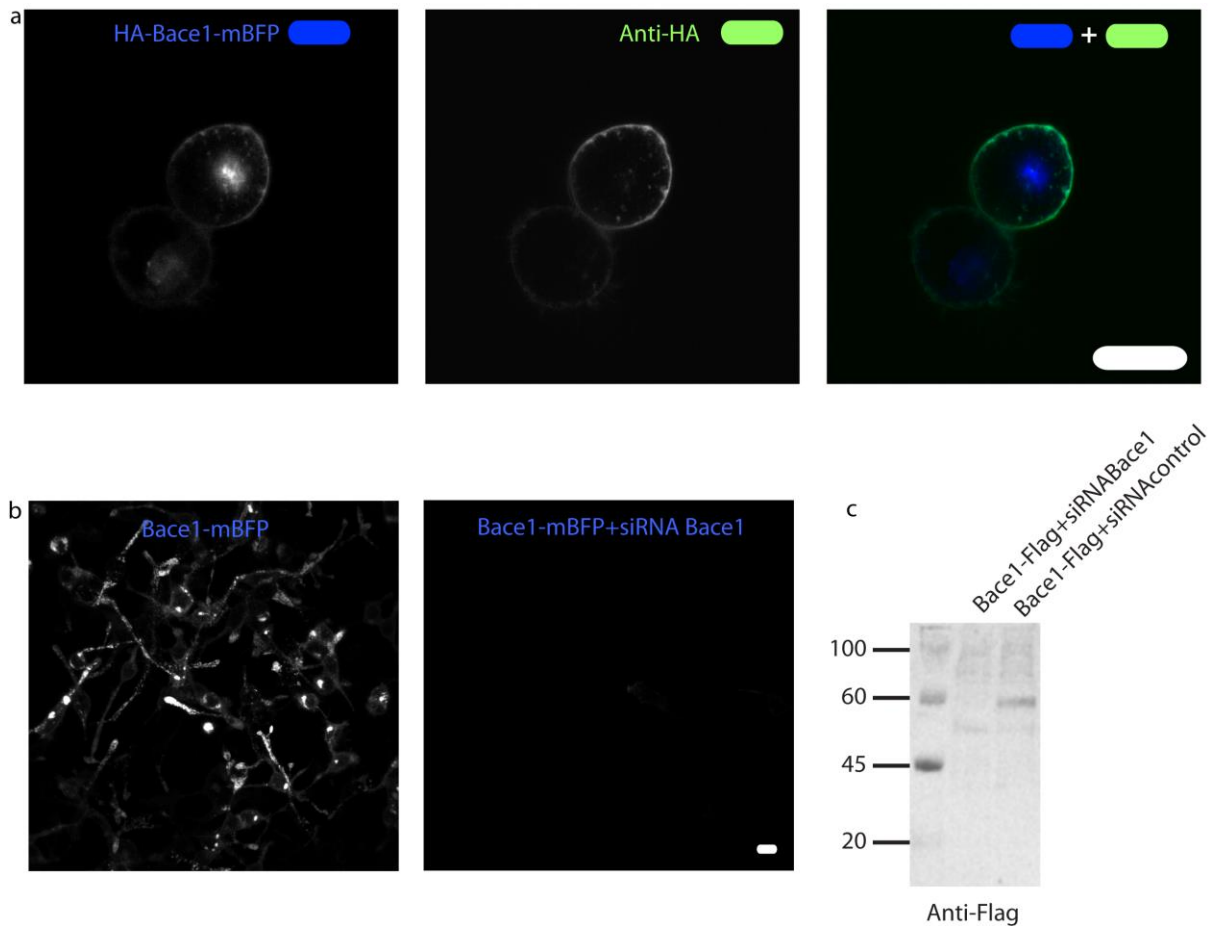 a
HA-Bace1-mBFP
Anti-HA
+
b
Bace1-mBFP
Bace1-mBFP+siRNA Bace1
c
Bace1-Flag+siRNABace1
Bace1-Flag+siRNAcontrol
100
60
45
20
Anti-Flag